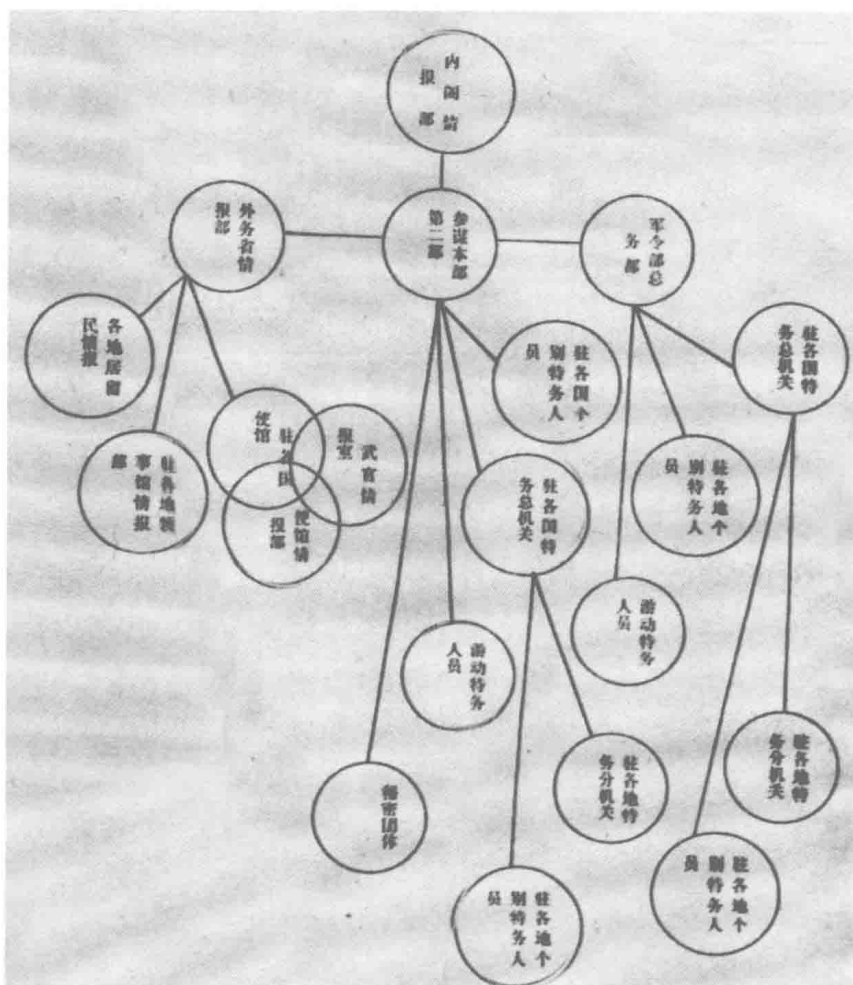 内阁情
报部
外务省情
报部
参谋本部
第二部
军令部总
务部
各地居留
民情报
驻各地领
事馆情报
部
驻各国
使馆
武官情
报室
使馆情
报部
驻各国个
别特务人
员
驻各国特
务总机关
游动特务
人员
秘密团体
驻各地特
务分机关
驻各地个
别特务人
员
驻各国特
务总机关
驻各地个
别特务人
员
游动特务
人员
驻各地特
务分机关
驻各地个
别特务人
员